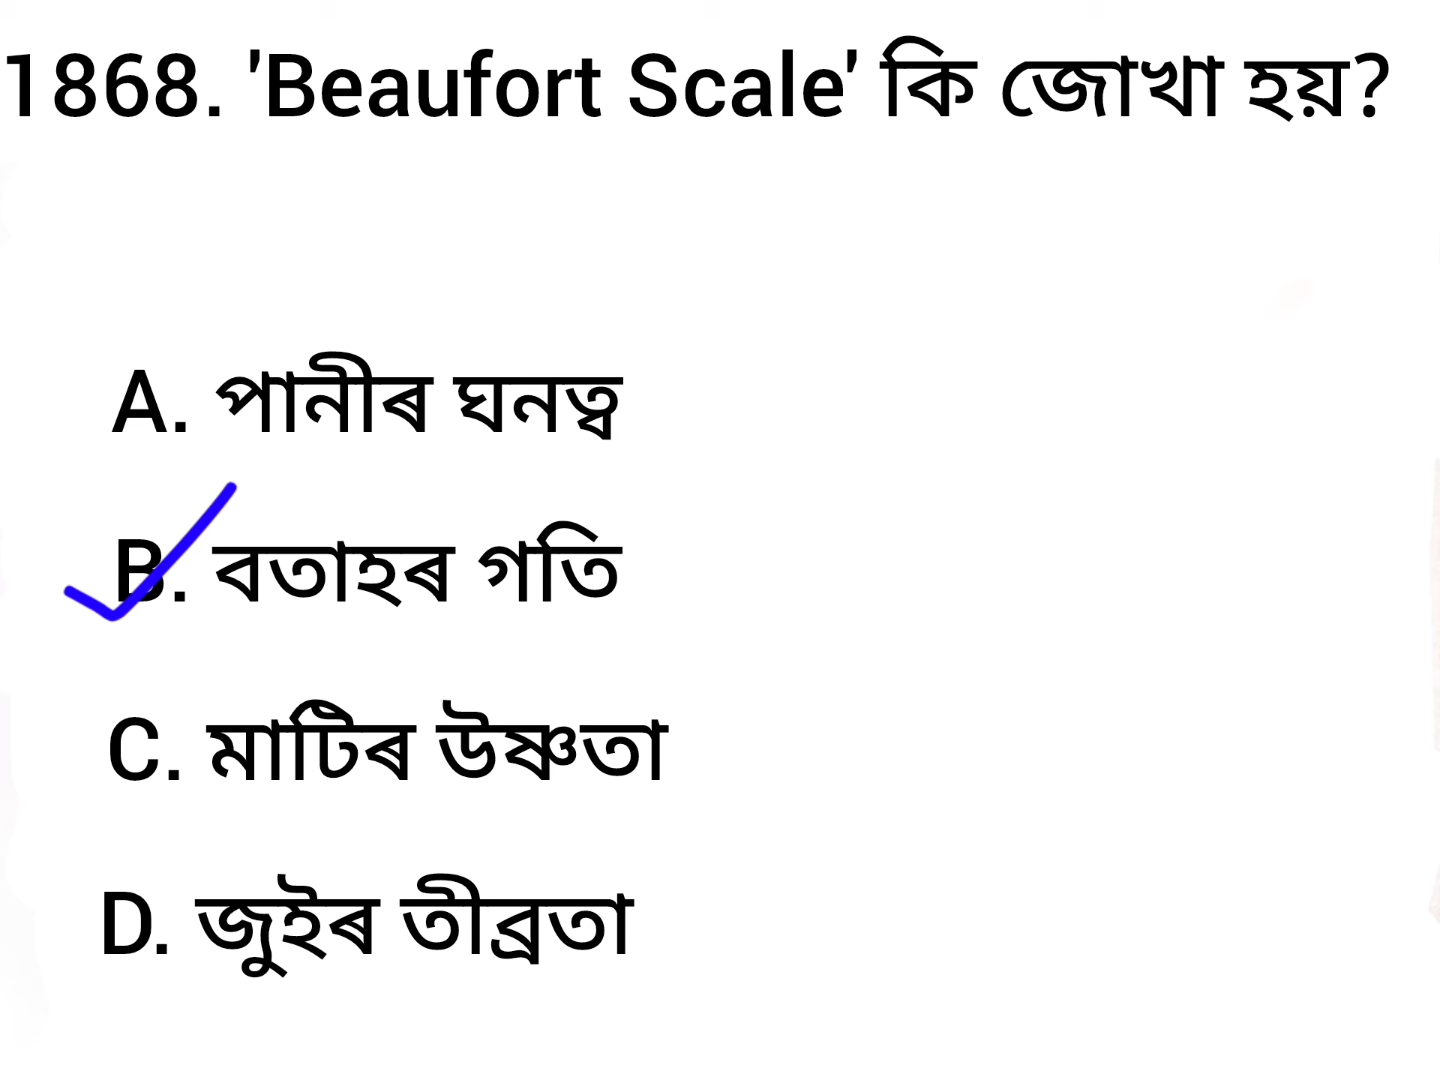 1868. 'Beaufort Scale' কি জোখা হয়?
A. পানীৰ ঘনত্ব
B. বতাহৰ গতি
C. মাটিৰ উষ্ণতা
D. জুইৰ তীব্ৰতা